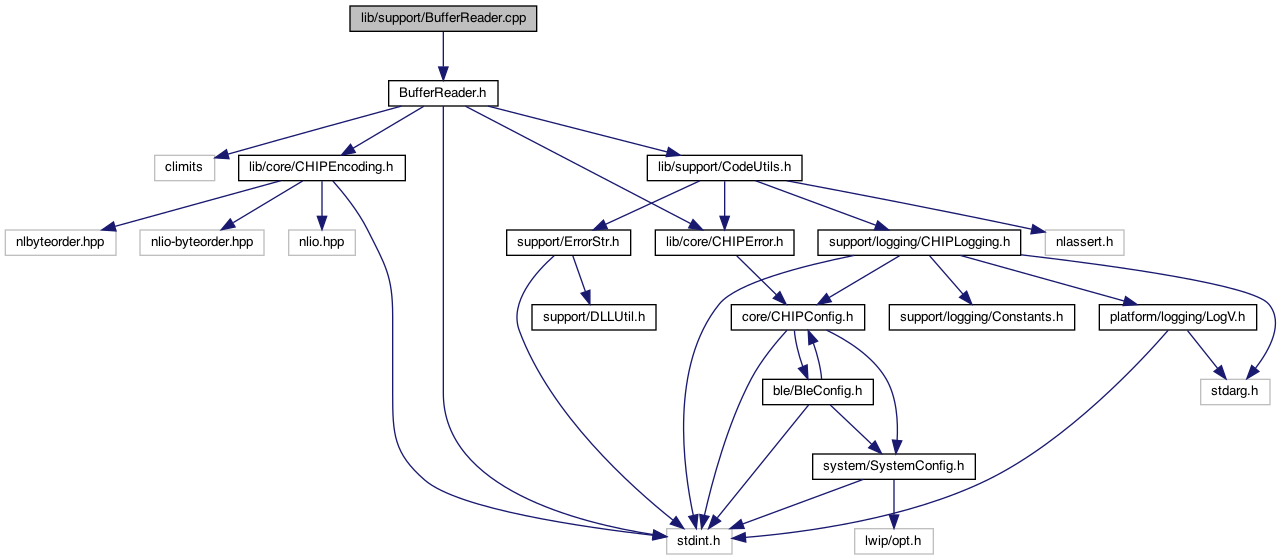 lib/support/BufferReader.cpp
BufferReader.h
climits
lib/core/CHIPEncoding.h
lib/support/CodeUtils.h
nlbyteorder.hpp
nlio-byteorder.hpp
nlio.hpp
support/ErrorStr.h
lib/core/CHIPError.h
support/logging/CHIPLogging.h
nlassert.h
support/DLLUtil.h
core/CHIPConfig.h
support/logging/Constants.h
platform/logging/LogV.h
ble/BleConfig.h
stdarg.h
system/SystemConfig.h
stdint.h
lwip/opt.h